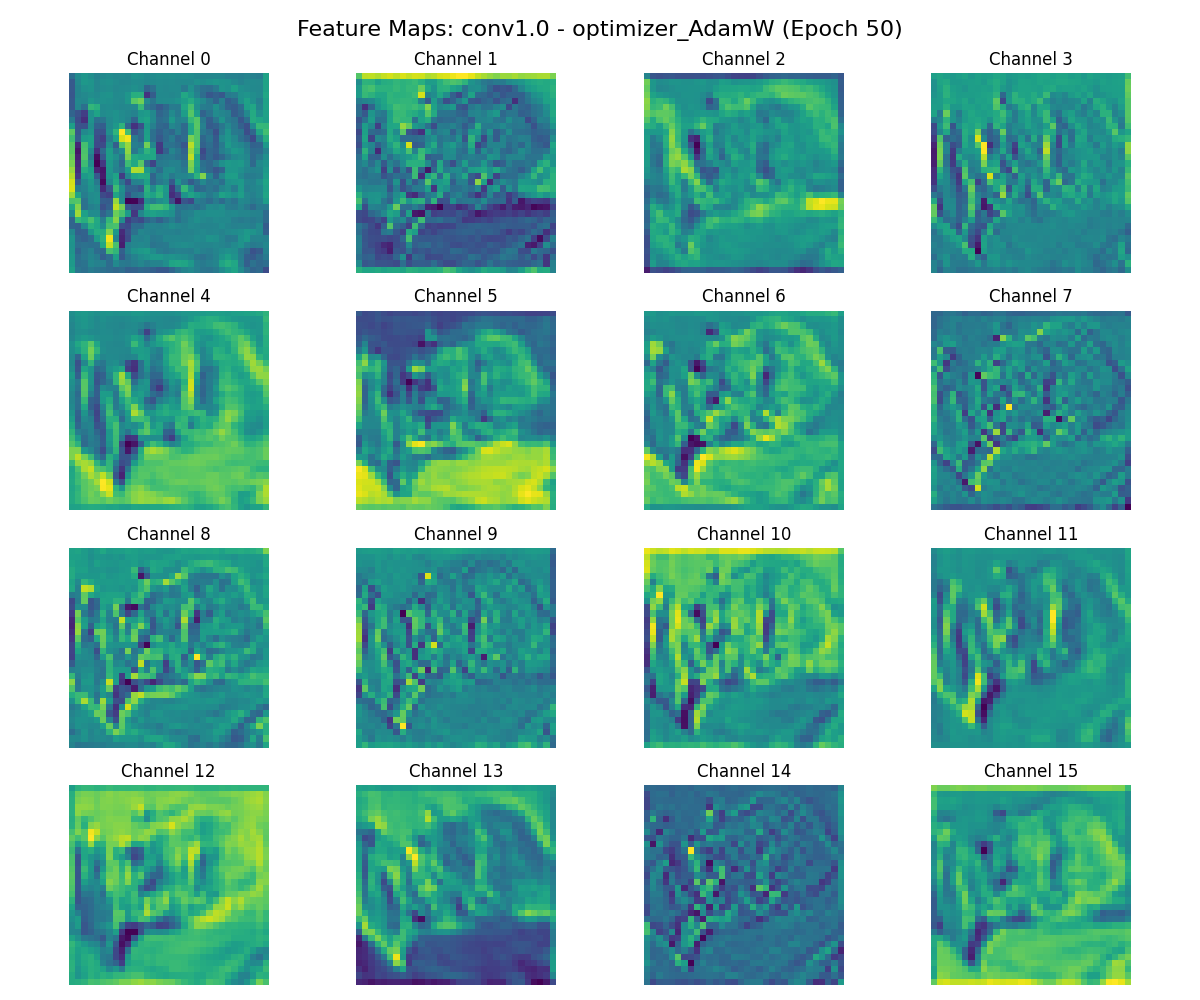 Feature Maps: conv1.0 - optimizer_AdamW (Epoch 50)
Channel 0 Channel 1 Channel 2 Channel 3
Channel 4 Channel 5 Channel 6 Channel 7
Channel 8 Channel 9 Channel 10 Channel 11
Channel 12 Channel 13 Channel 14 Channel 15